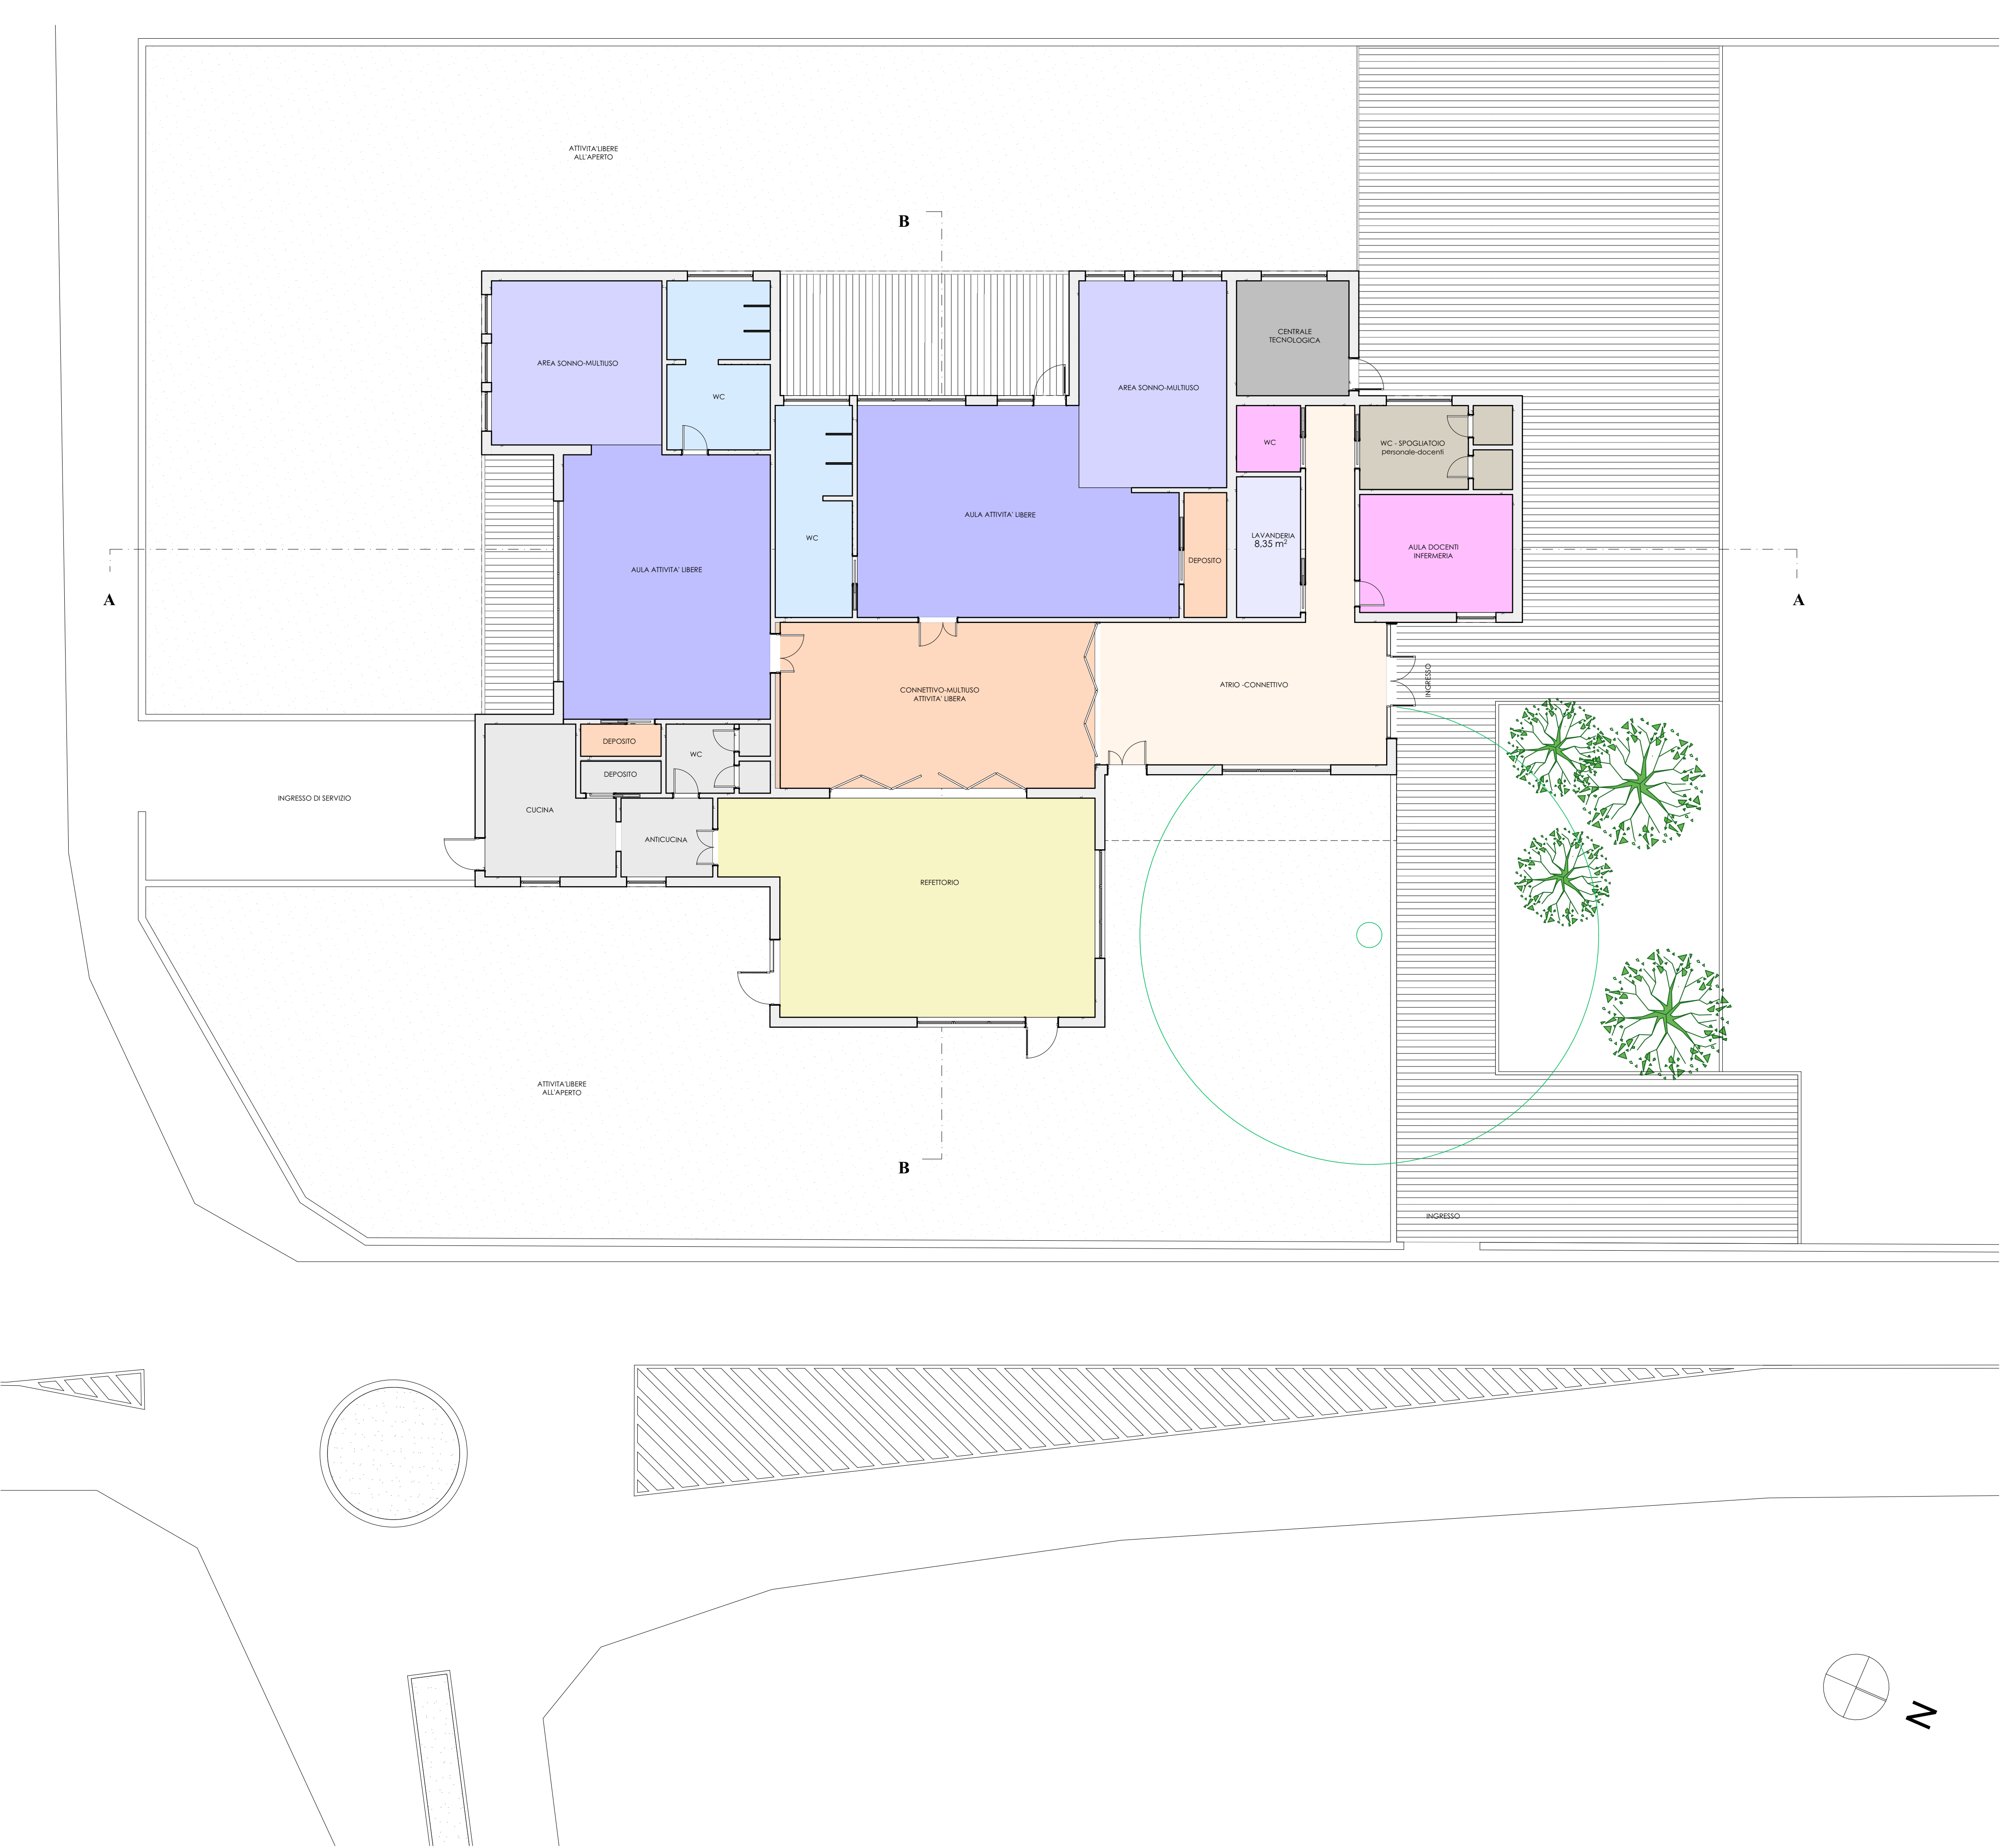 ATTIVITA'LIBERE
ALL'APERTO
B
AREA SONNO-MULTIUSO
WC
CENTRALE
TECNOLOGICA
AREA SONNO-MULTIUSO
WC
WC - SPOGLIATOIO
personale-docenti
AULA ATTIVITA' LIBERE
WC
LAVANDERIA
8,35 m²
AULA DOCENTI
INFERMERIA
DEPOSITO
AULA ATTIVITA' LIBERE
A
A
INGRESSO
CONNETTIVO-MULTIUSO
ATTIVITA' LIBERA
ATRIO -CONNETTIVO
DEPOSITO
WC
DEPOSITO
INGRESSO DI SERVIZIO
CUCINA
ANTICUCINA
REFETTORIO
ATTIVITA'LIBERE
ALL'APERTO
B
INGRESSO
N